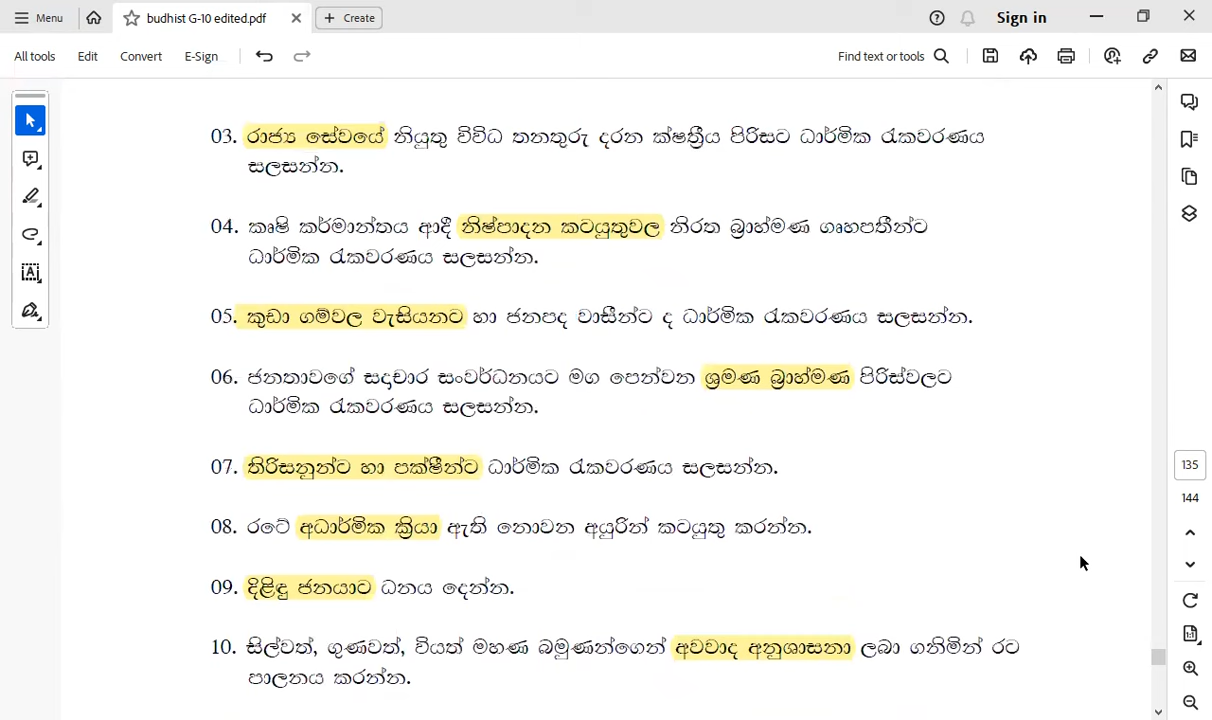 Menu
budhist G-10 edited.pdf
Create
Sign in
All tools
Edit
Convert
E-Sign
Find text or tools
03. රාජ්‍ය සේවයේ නියුතු විවිධ තනතුරු දරන ක්ෂත්‍රීය පිරිසට ධාර්මික රැකවරණය
සලසන්න.
04. කෘෂි කර්මාන්තය ආදී නිෂ්පාදන කටයුතුවල නිරත බ්‍රාහ්මණ ගෘහපතීන්ට
ධාර්මික රැකවරණය සලසන්න.
05. කුඩා ගම්වල වැසියනට හා ජනපද වාසීන්ට ද ධාර්මික රැකවරණය සලසන්න.
06. ජනතාවගේ සදාචාර සංවර්ධනයට මග පෙන්වන ශ්‍රමණ බ්‍රාහ්මණ පිරිස්වලට
ධාර්මික රැකවරණය සලසන්න.
07. තිරිසනුන්ට හා පක්ෂීන්ට ධාර්මික රැකවරණය සලසන්න.
08. රටේ අධාර්මික ක්‍රියා ඇති නොවන අයුරින් කටයුතු කරන්න.
09. දිළිඳු ජනයාට ධනය දෙන්න.
10. සිල්වත්, ගුණවත්, වියත් මහණ බමුණන්ගෙන් අවවාද අනුශාසනා ලබා ගනිමින් රට
පාලනය කරන්න.
135
144